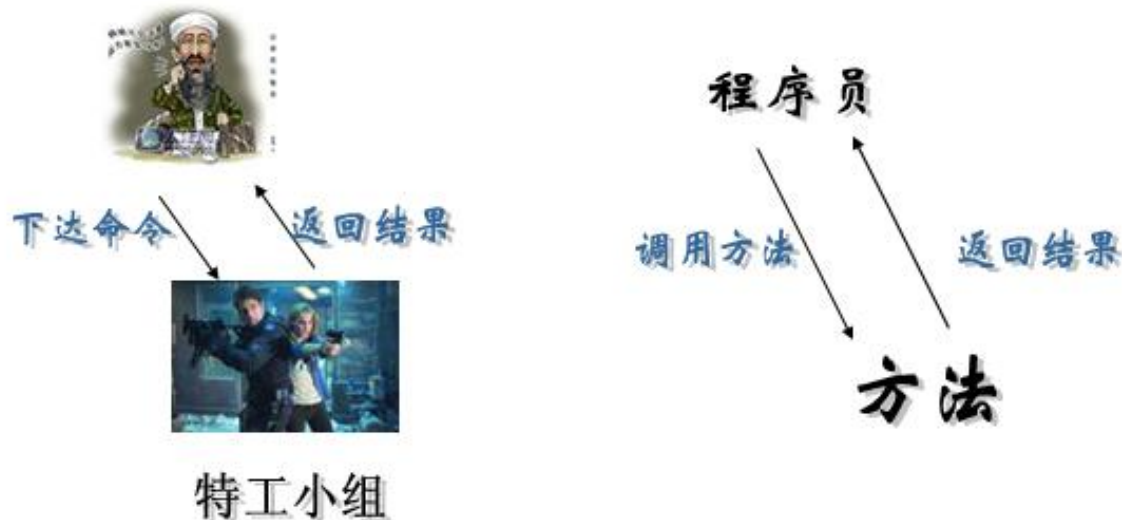 程序员
下达命令
返回结果
调用方法
返回结果
方法
特工小组